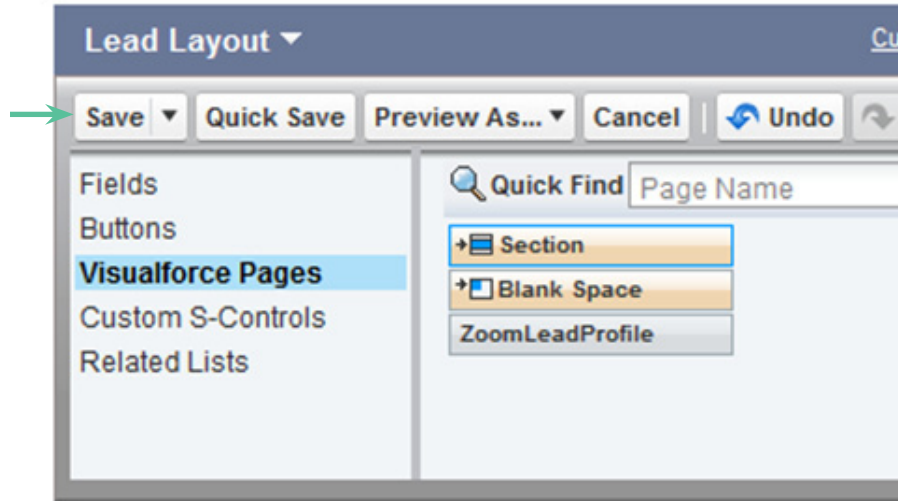 Lead Layout
Cu
Save Quick Save Preview As... Cancel Undo
Fields
Buttons
Visualforce Pages
Custom S-Controls
Related Lists
Quick Find Page Name
Section
Blank Space
ZoomLeadProfile